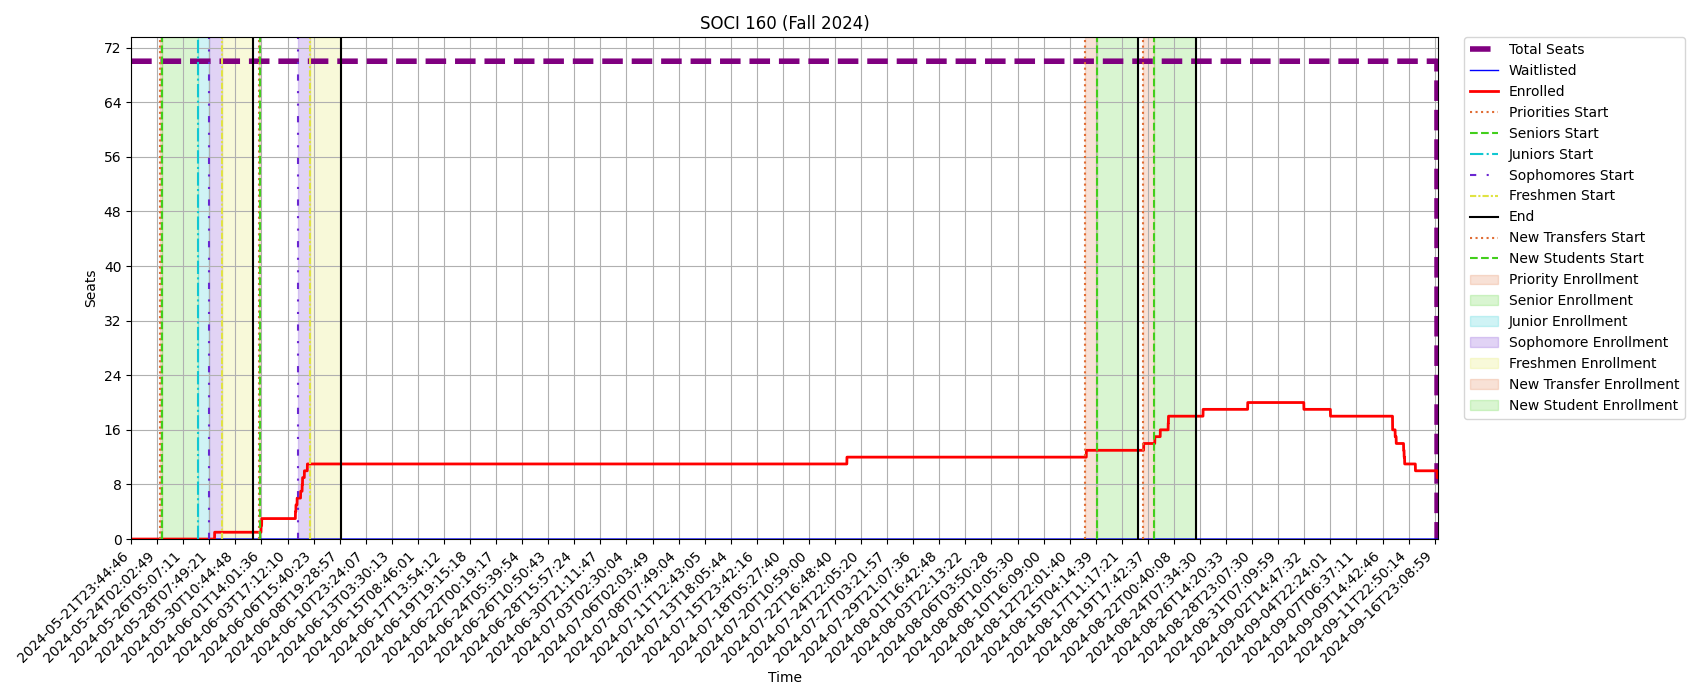 SOCI 160 (Fall 2024)
Seats
72
64
56
48
40
32
24
16
8
0
2024-05-21T23:44:46
2024-05-24T02:02:49
2024-05-26T05:07:11
2024-05-28T07:49:21
2024-05-30T10:44:48
2024-06-01T14:01:36
2024-06-03T17:12:10
2024-06-06T15:40:23
2024-06-08T19:28:57
2024-06-10T23:24:07
2024-06-13T03:30:13
2024-06-15T08:46:01
2024-06-17T13:54:12
2024-06-19T19:15:18
2024-06-22T00:19:17
2024-06-24T05:39:54
2024-06-26T10:50:43
2024-06-28T15:57:24
2024-06-30T21:11:47
2024-07-03T02:30:04
2024-07-06T02:03:49
2024-07-08T07:49:04
2024-07-11T12:43:05
2024-07-13T18:05:44
2024-07-15T23:42:16
2024-07-18T05:27:40
2024-07-20T10:59:00
2024-07-22T16:48:40
2024-07-24T22:05:20
2024-07-27T03:21:57
2024-07-29T21:07:36
2024-08-01T16:42:48
2024-08-03T22:13:22
2024-08-06T03:50:28
2024-08-08T10:05:30
2024-08-10T16:09:00
2024-08-12T22:01:40
2024-08-15T04:14:39
2024-08-17T11:17:21
2024-08-19T17:42:37
2024-08-22T00:40:08
2024-08-24T07:34:30
2024-08-26T14:20:33
2024-08-28T23:07:30
2024-08-31T07:09:59
2024-09-02T14:47:32
2024-09-04T22:24:01
2024-09-07T06:37:11
2024-09-09T14:42:46
2024-09-11T22:50:14
2024-09-16T23:08:59
Time
Total Seats
Waitlisted
Enrolled
Priorities Start
Seniors Start
Juniors Start
Sophomores Start
Freshmen Start
End
New Transfers Start
New Students Start
Priority Enrollment
Senior Enrollment
Junior Enrollment
Sophomore Enrollment
Freshmen Enrollment
New Transfer Enrollment
New Student Enrollment